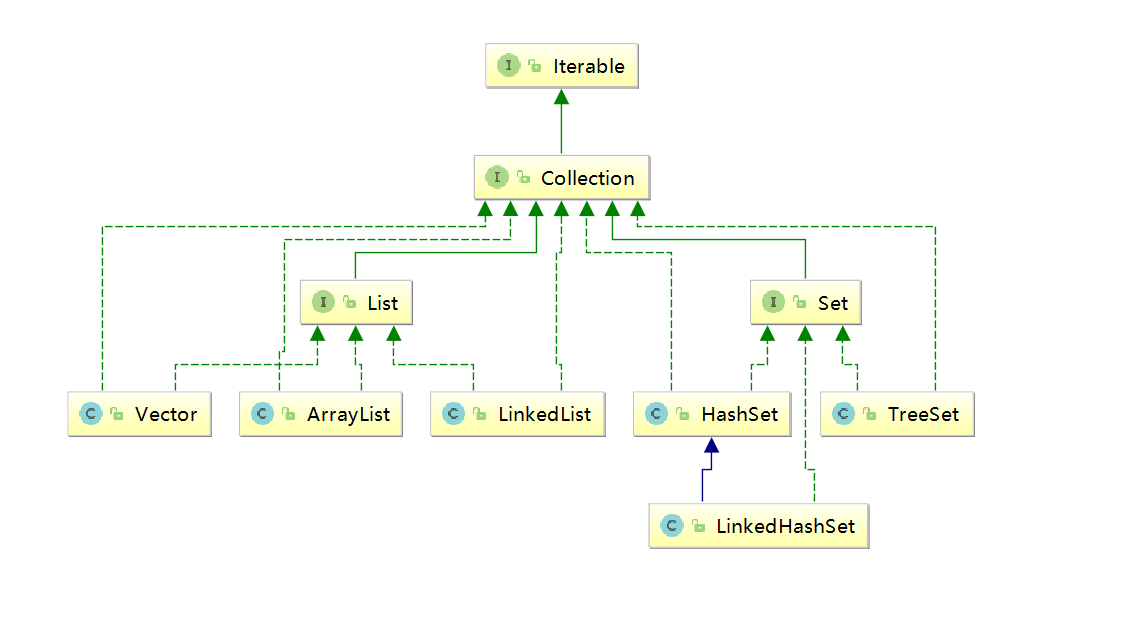 I Iterable
I Collection
I List
I Set
C Vector
C ArrayList
C LinkedList
C HashSet
C TreeSet
C LinkedHashSet